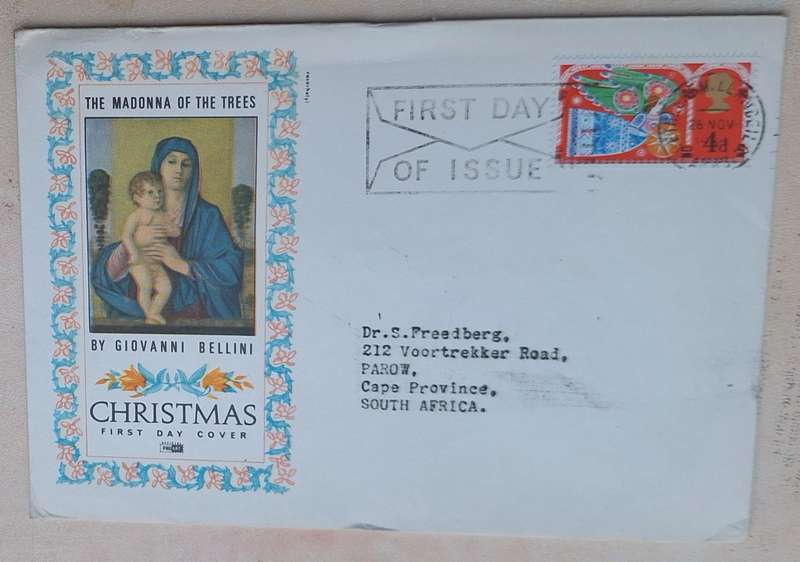 THE MADONNA OF THE TREES
BY GIOVANNI BELLINI
CHRISTMAS
FIRST DAY COVER
PHILART
FIRST DAY
OF ISSUE
26 NOV
4d
Dr.S.Freedberg,
212 Voortrekker Road,
PAROW,
Cape Province,
SOUTH AFRICA.